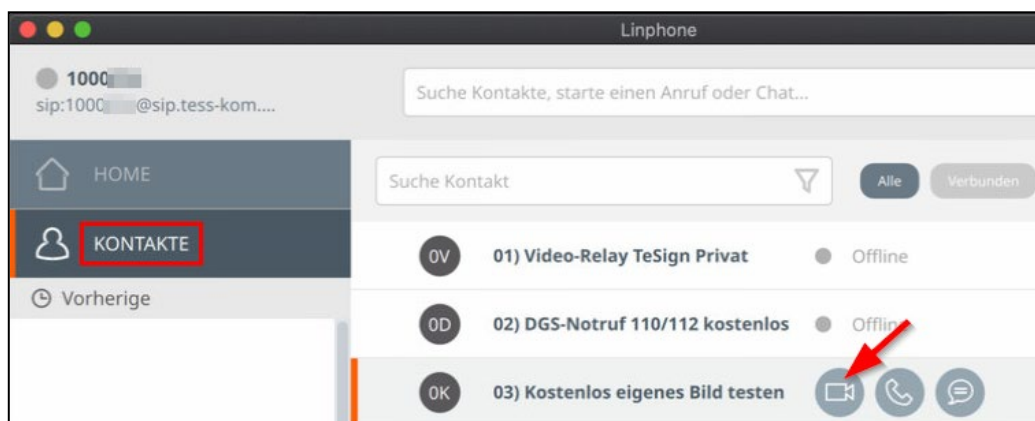 Linphone
1000
sip:1000 @sip.tess-kom....
Suche Kontakte, starte einen Anruf oder Chat...
HOME
Suche Kontakt
Alle
Verbunden
KONTAKTE
0V 01) Video-Relay TeSign Privat Offline
Vorherige
0D 02) DGS-Notruf 110/112 kostenlos Offline
0K 03) Kostenlos eigenes Bild testen